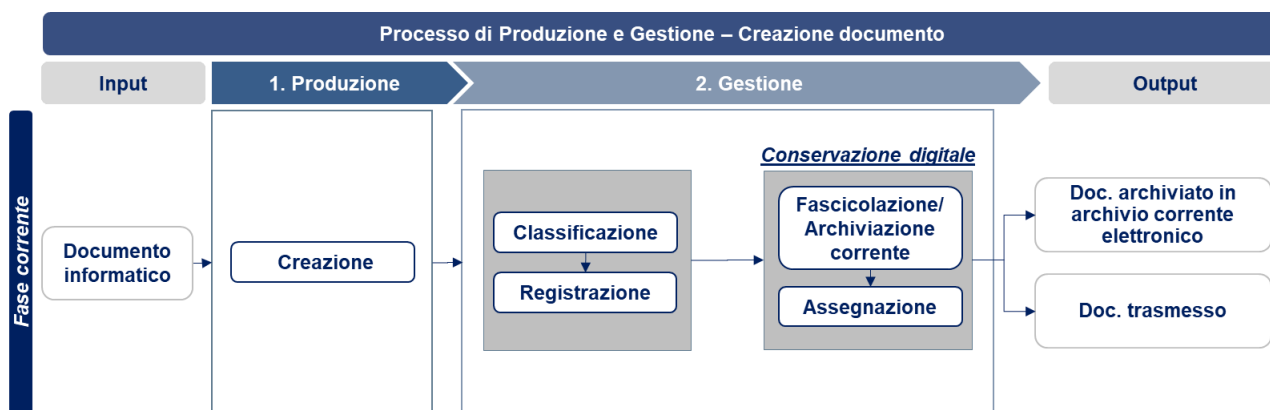 Processo di Produzione e Gestione – Creazione documento
Input
1. Produzione
2. Gestione
Output
Fase corrente
Documento
informatico
Creazione
Classificazione
Registrazione
Conservazione digitale
Fascicolazione/
Archiviazione
corrente
Assegnazione
Doc. archiviato in
archivio corrente
elettronico
Doc. trasmesso